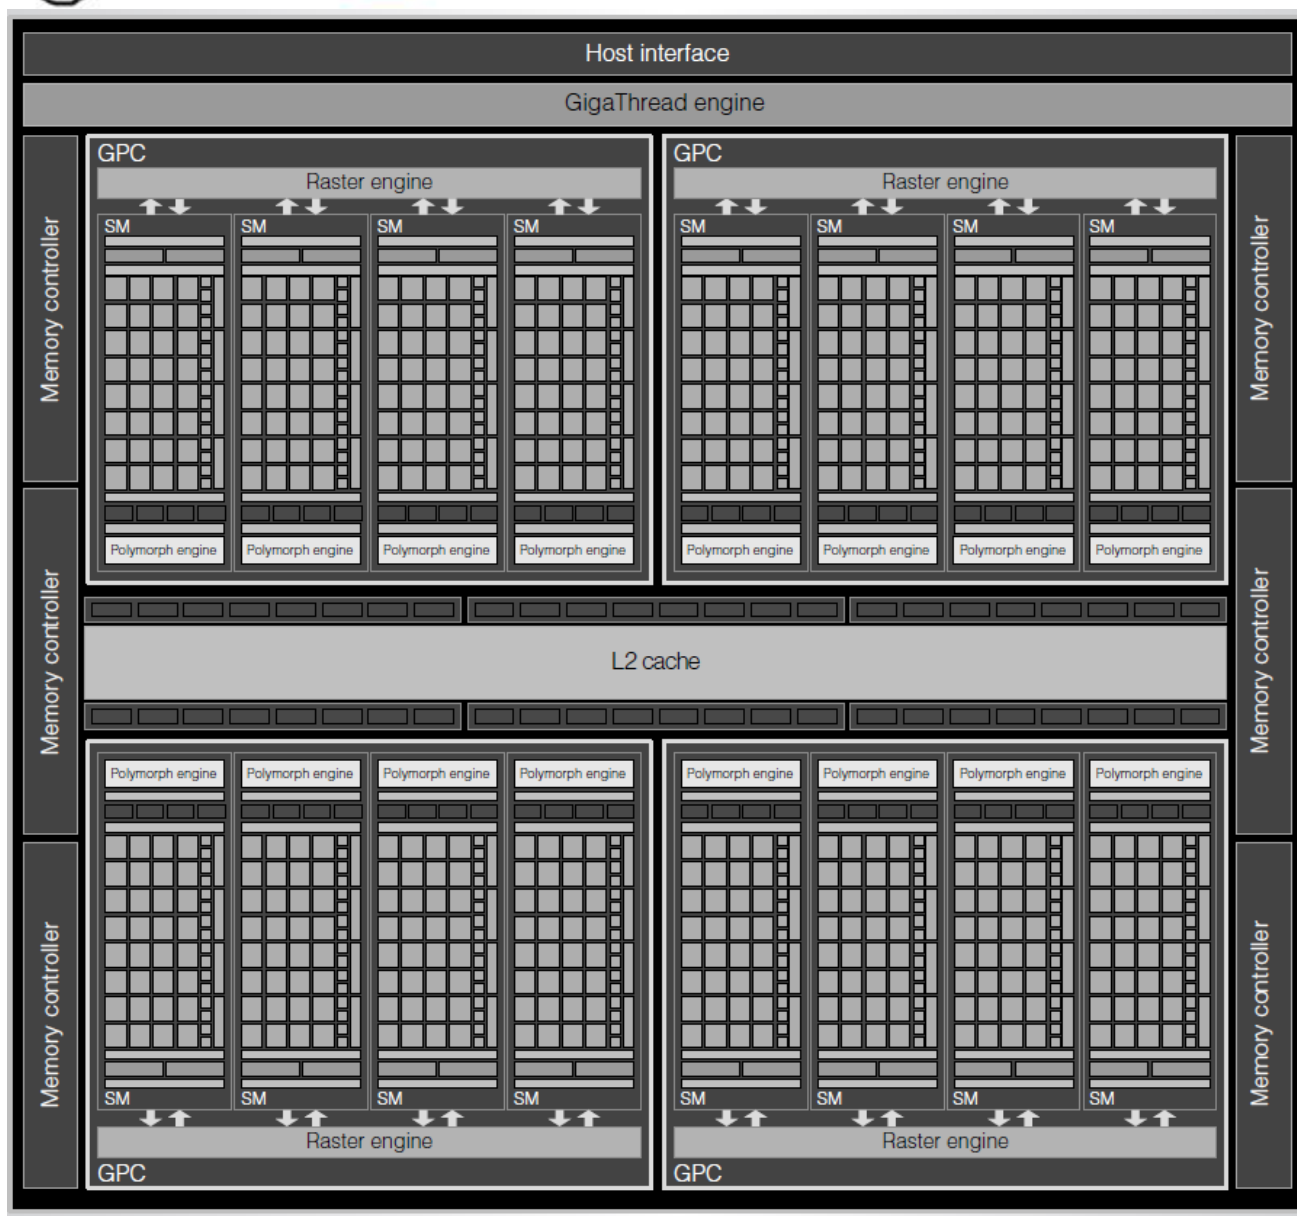 Host interface
GigaThread engine
Memory controller
Memory controller
Memory controller
GPC
Raster engine
SM SM SM SM
Polymorph engine Polymorph engine Polymorph engine Polymorph engine
GPC
Raster engine
SM SM SM SM
Polymorph engine Polymorph engine Polymorph engine Polymorph engine
L2 cache
Polymorph engine Polymorph engine Polymorph engine Polymorph engine
SM SM SM SM
Raster engine
GPC
Polymorph engine Polymorph engine Polymorph engine Polymorph engine
SM SM SM SM
Raster engine
GPC
Memory controller
Memory controller
Memory controller